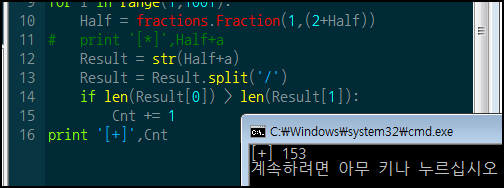 9 for i in range(1,1001):
10 Half = fractions.Fraction(1,(2+Half))
11 # print '[*]',Half+a
12 Result = str(Half+a)
13 Result = Result.split('/')
14 if len(Result[0]) > len(Result[1]):
15 Cnt += 1
16 print '[+]',Cnt
C:₩Windows₩system32₩cmd.exe
[+] 153
계속하려면 아무 키나 누르십시오